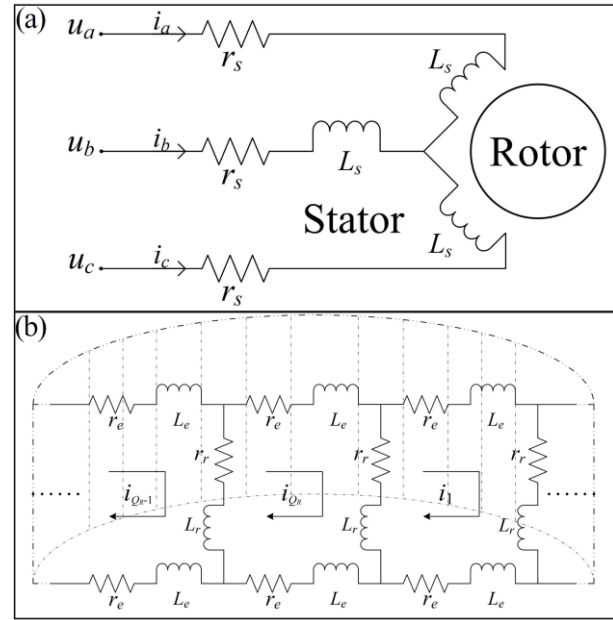 (a)
u_a i_a r_s
L_s
u_b i_b r_s L_s
Rotor
Stator
L_s
u_c i_c r_s
(b)
r_e L_e r_e L_e r_e L_e
r_r r_r r_r
...... i_{Q_R-1} i_{Q_R} i_1 ......
L_r L_r L_r
r_e L_e r_e L_e r_e L_e